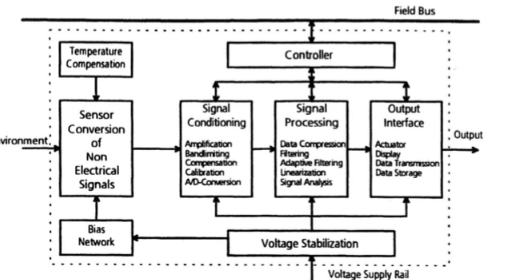 Field Bus
Temperature
Compensation
Controller
Sensor
Conversion
of
Non
Electrical
Signals
Signal
Conditioning
Amplification
Bandlimiting
Compensation
Calibration
A/D-Conversion
Signal
Processing
Data Compression
Filtering
Adaptive Filtering
Linearization
Signal Analysis
Output
Interface
Actuator
Display
Data Transmission
Data Storage
vironment
Output
Bias
Network
Voltage Stabilization
Voltage Supply Rail